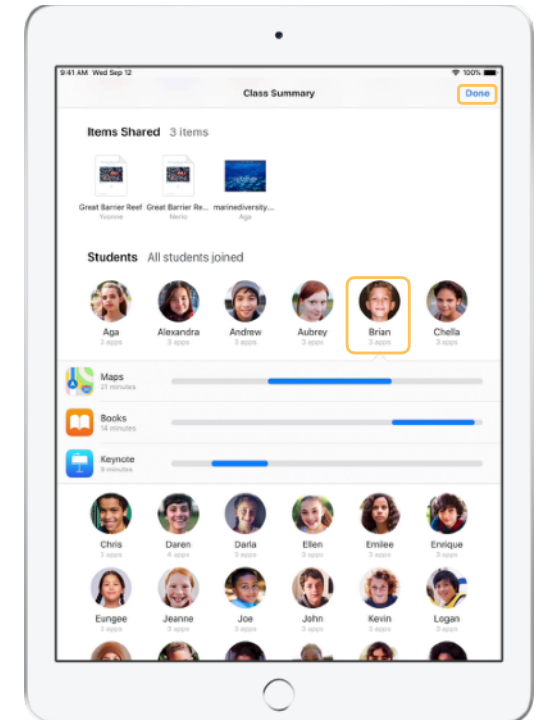 9:41 AM Wed Sep 12
100%
Class Summary
Done
Items Shared 3 items
Great Barrier Reef Great Barrier Re... marinediversity...
Yvonne Nerio Aga
Students All students joined
Aga Alexandra Andrew Aubrey Brian Chella
3 apps 3 apps 3 apps 3 apps 3 apps 3 apps
Maps
21 minutes
Books
14 minutes
Keynote
9 minutes
Chris Daren Darla Ellen Emilee Enrique
3 apps 4 apps 3 apps 3 apps 3 apps 3 apps
Eungee Jeanne Joe John Kevin Logan
3 apps 3 apps 3 apps 3 apps 3 apps 3 apps